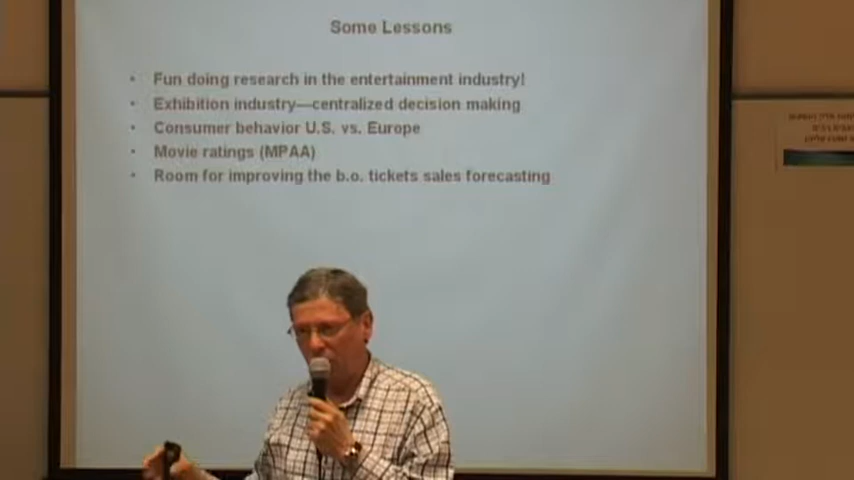 Some Lessons
• Fun doing research in the entertainment industry!
• Exhibition industry—centralized decision making
• Consumer behavior U.S. vs. Europe
• Movie ratings (MPAA)
• Room for improving the b.o. tickets sales forecasting